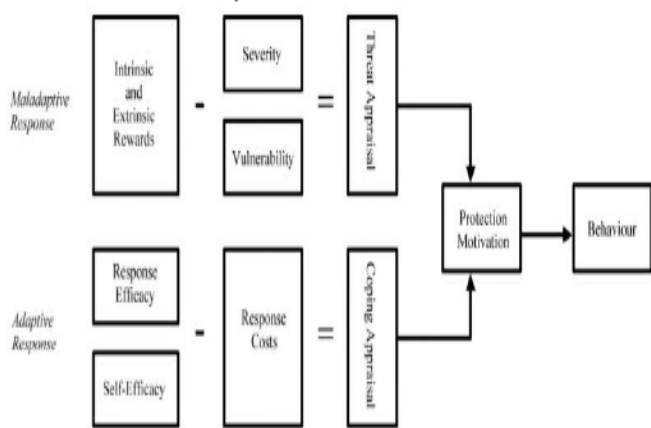 Maladaptive
Response
Intrinsic
and
Extrinsic
Rewards
-
Severity
Vulnerability
=
Threat Appraisal
Protection
Motivation
Behaviour
Adaptive
Response
Response
Efficacy
Self-Efficacy
-
Response
Costs
=
Coping Appraisal